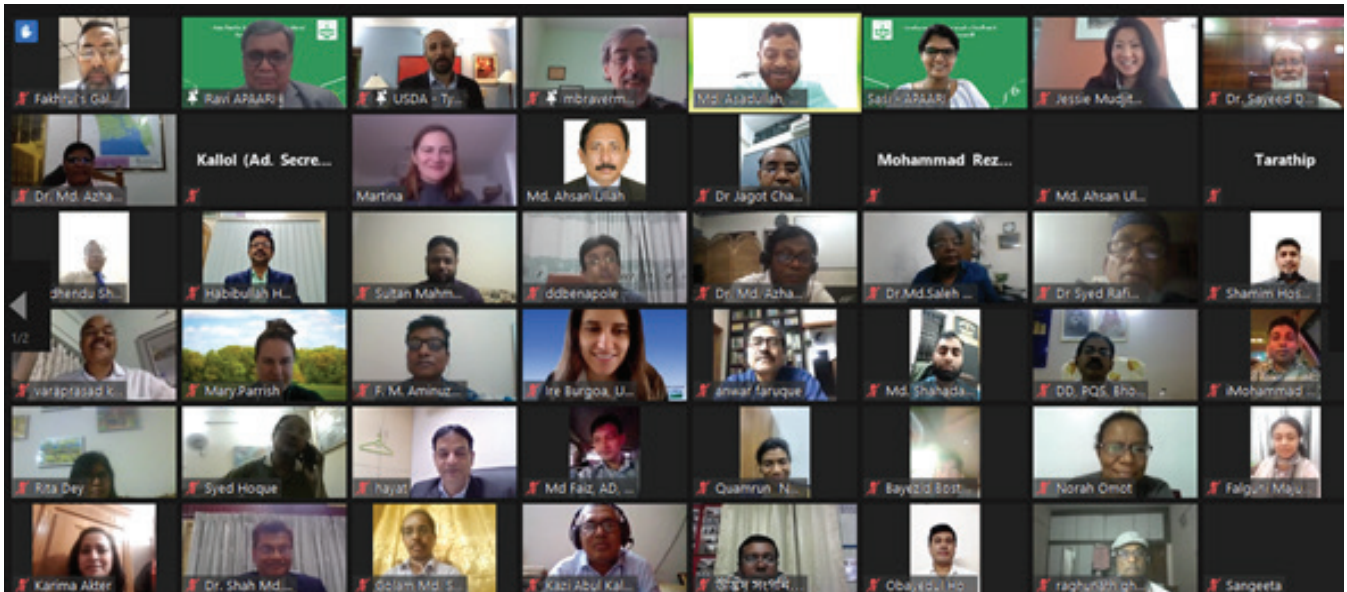 Fakhrul's Gal...
Ravi APAARI
USDA - Ty...
mbraverm...
Md. Asadullah, ...
Sasi - APAARI
Jessie Mudjit...
Dr. Sayeed D...
Dr. Md. Azha...
Kallol (Ad. Secre...
Martina
Md. Ahsan Ullah
Dr Jagot Cha...
Mohammad Rez...
Md. Ahsan Ul...
Tarathip
dhendu Sh...
Habibullah H...
Sultan Mahm...
ddbenapole
Dr. Md. Azha...
Dr.Md.Saleh ...
Dr Syed Rafi...
Shamim Hos...
1/2
varaprasad k...
Mary Parrish
F. M. Aminuz...
Ire Burgoa, U...
anwar faruque
Md. Shahada...
DD, PQS, Bho...
iMohammad ...
Rita Dey
Syed Hoque
hayat
Md Faiz, AD, ...
Quamrun N...
Bayezid Bost...
Norah Omot
Falguni Maju...
Karima Akter
Dr. Shah Md...
Golam Md. S...
Kazi Abul Kal...
Obayedul Ho
raghunath gh...
Sangeeta